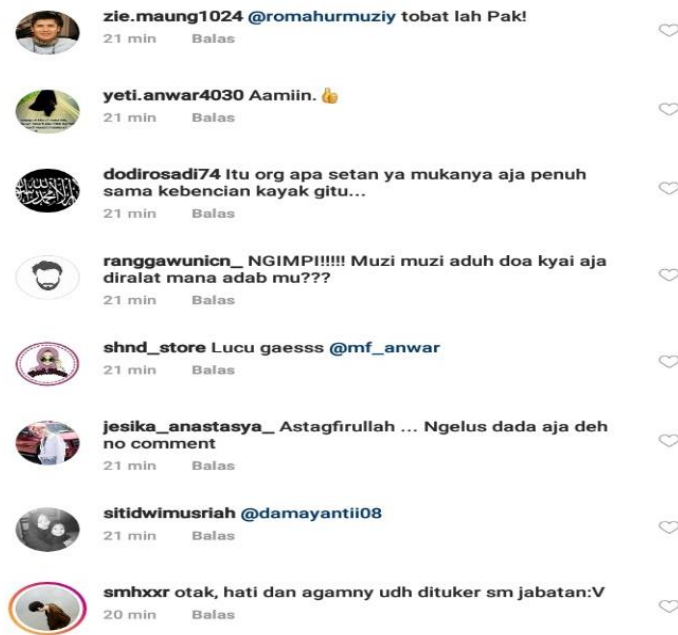 zie.maung1024 @romahurmuziy tobat lah Pak!
21 min Balas
yeti.anwar4030 Aamiin.👍
21 min Balas
dodirosadi74 Itu org apa setan ya mukanya aja penuh
sama kebencian kayak gitu...
21 min Balas
ranggawunicn_ NGIMPI!!!!! Muzi muzi aduh doa kyai aja
diralat mana adab mu???
21 min Balas
shnd_store Lucu gaesss @mf_anwar
21 min Balas
jesika_anastasya_ Astagfirullah ... Ngelus dada aja deh
no comment
21 min Balas
sitidwimusriah @damayantii08
21 min Balas
smhxxr otak, hati dan agamny udh dituker sm jabatan:V
20 min Balas